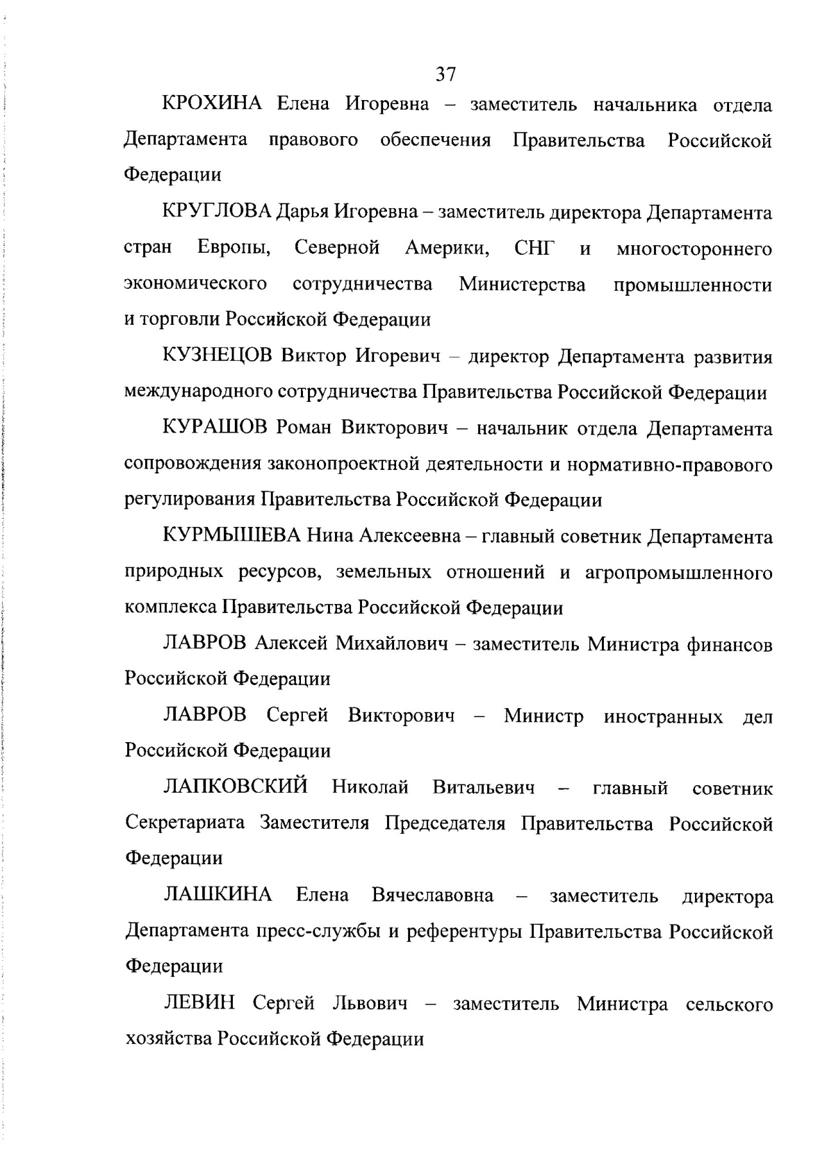 37
КРОХИНА Елена Игоревна – заместитель начальника отдела
Департамента правового обеспечения Правительства Российской
Федерации
КРУГЛОВА Дарья Игоревна – заместитель директора Департамента
стран Европы, Северной Америки, СНГ и многостороннего
экономического сотрудничества Министерства промышленности
и торговли Российской Федерации
КУЗНЕЦОВ Виктор Игоревич – директор Департамента развития
международного сотрудничества Правительства Российской Федерации
КУРАШОВ Роман Викторович – начальник отдела Департамента
сопровождения законопроектной деятельности и нормативно-правового
регулирования Правительства Российской Федерации
КУРМЫШЕВА Нина Алексеевна – главный советник Департамента
природных ресурсов, земельных отношений и агропромышленного
комплекса Правительства Российской Федерации
ЛАВРОВ Алексей Михайлович – заместитель Министра финансов
Российской Федерации
ЛАВРОВ Сергей Викторович – Министр иностранных дел
Российской Федерации
ЛАПКОВСКИЙ Николай Витальевич – главный советник
Секретариата Заместителя Председателя Правительства Российской
Федерации
ЛАШКИНА Елена Вячеславовна – заместитель директора
Департамента пресс-службы и референтуры Правительства Российской
Федерации
ЛЕВИН Сергей Львович – заместитель Министра сельского
хозяйства Российской Федерации